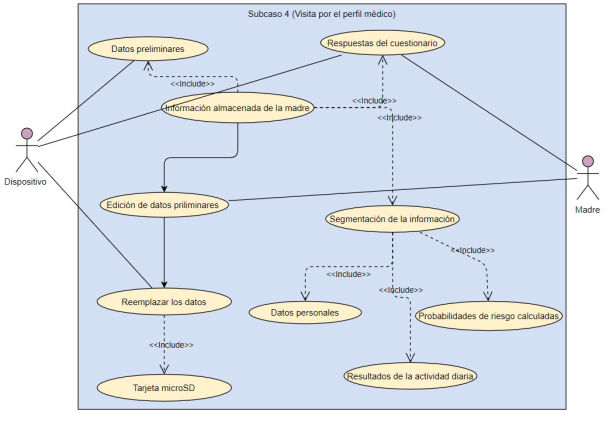 Subcaso 4 (Visita por el perfil médico)
Datos preliminares
Respuestas del cuestionario
<<Include>>
Información almacenada de la madre
<<Include>>
<<Include>>
Dispositivo
Madre
Edición de datos priliminares
Segmentación de la información
<<Include>>
<<Include>>
<<Include>>
Reemplazar los datos
Datos personales
Probabilidades de riesgo calculadas
<<Include>>
Tarjeta microSD
Resultados de la actividad diaria